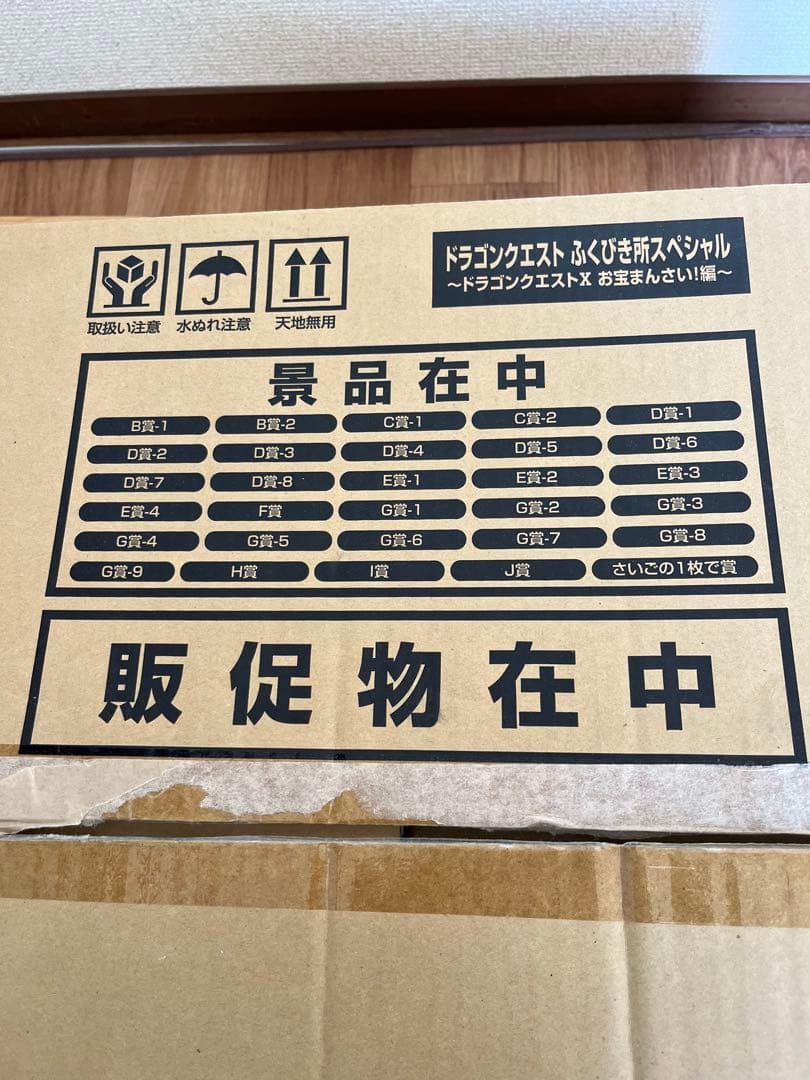 ドラゴンクエスト ふくびき所スペシャル
～ドラゴンクエストX お宝まんさい!編～
取扱い注意 水ぬれ注意 天地無用
景品在中
B賞-1 B賞-2 C賞-1 C賞-2 D賞-1
D賞-2 D賞-3 D賞-4 D賞-5 D賞-6
D賞-7 D賞-8 E賞-1 E賞-2 E賞-3
E賞-4 F賞 G賞-1 G賞-2 G賞-3
G賞-4 G賞-5 G賞-6 G賞-7 G賞-8
G賞-9 H賞 I賞 J賞 さいごの1枚で賞
販促物在中